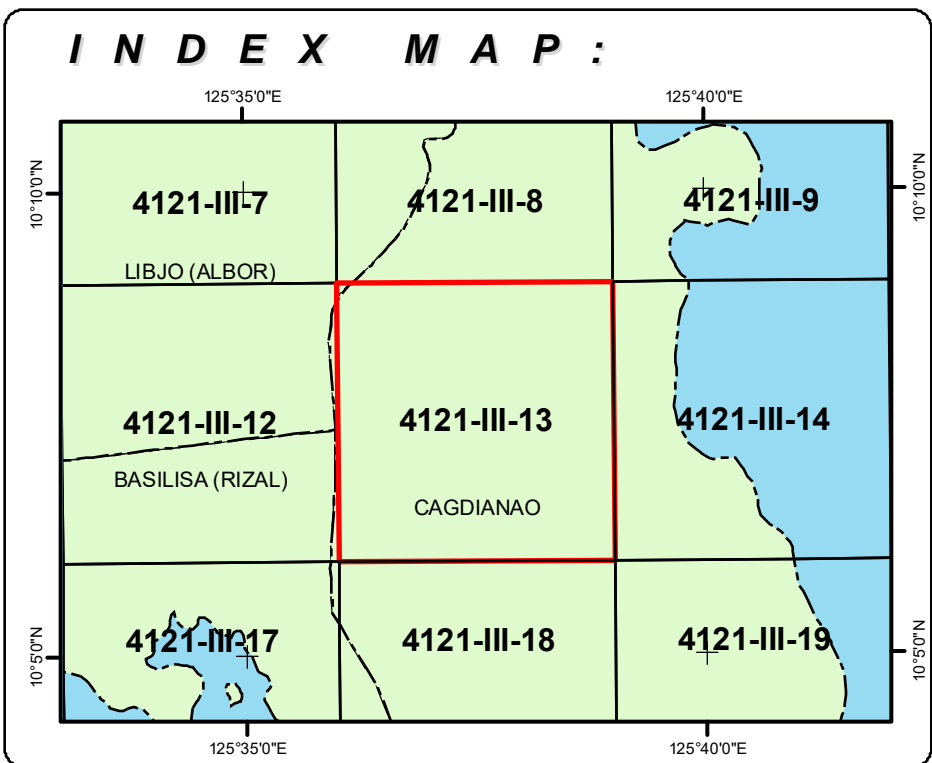 INDEX MAP:
125°35'0"E 125°40'0"E
10°10'0"N 10°10'0"N
4121-III-7 4121-III-8 4121-III-9
LIBJO (ALBOR)
4121-III-12 4121-III-13 4121-III-14
BASILISA (RIZAL)
CAGDIANAO
4121-III-17 4121-III-18 4121-III-19
10°5'0"N 10°5'0"N
125°35'0"E 125°40'0"E